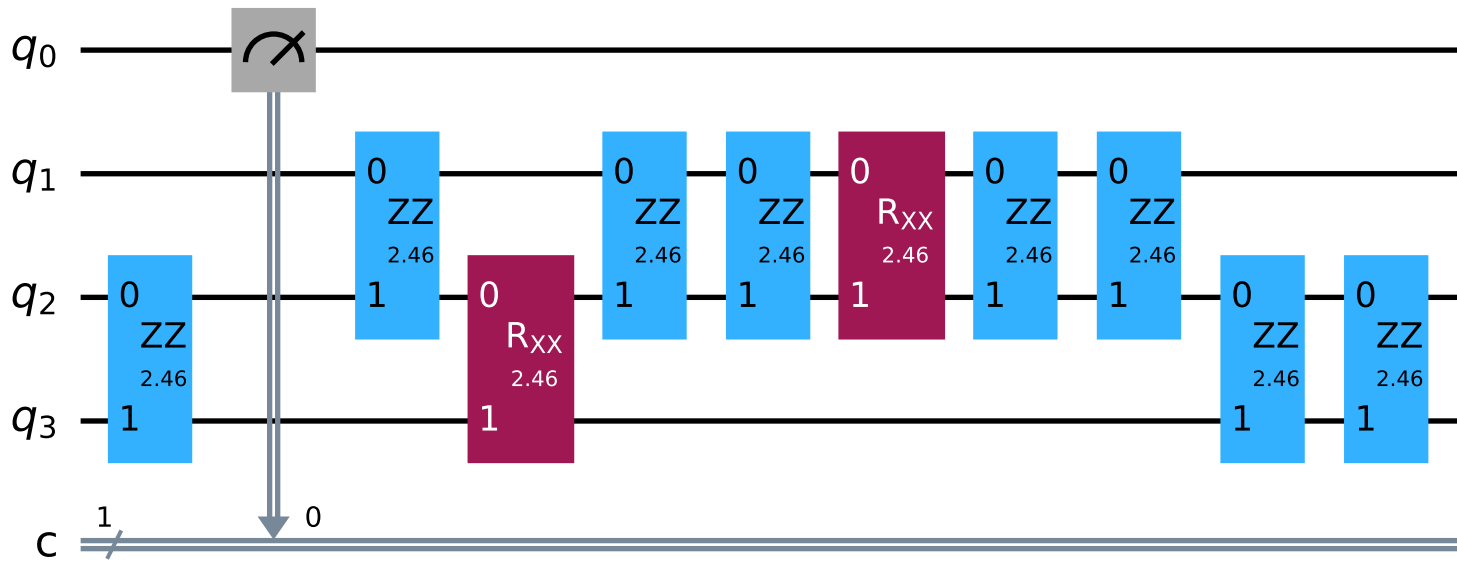 q0
q1 0 0 0 0 0 0
ZZ ZZ ZZ RXX ZZ ZZ
2.46 2.46 2.46 2.46 2.46 2.46
q2 0 1 0 1 1 1 1 1 0 0
ZZ RXX ZZ ZZ
2.46 2.46 2.46 2.46
q3 1 1 1 1
1 0
c